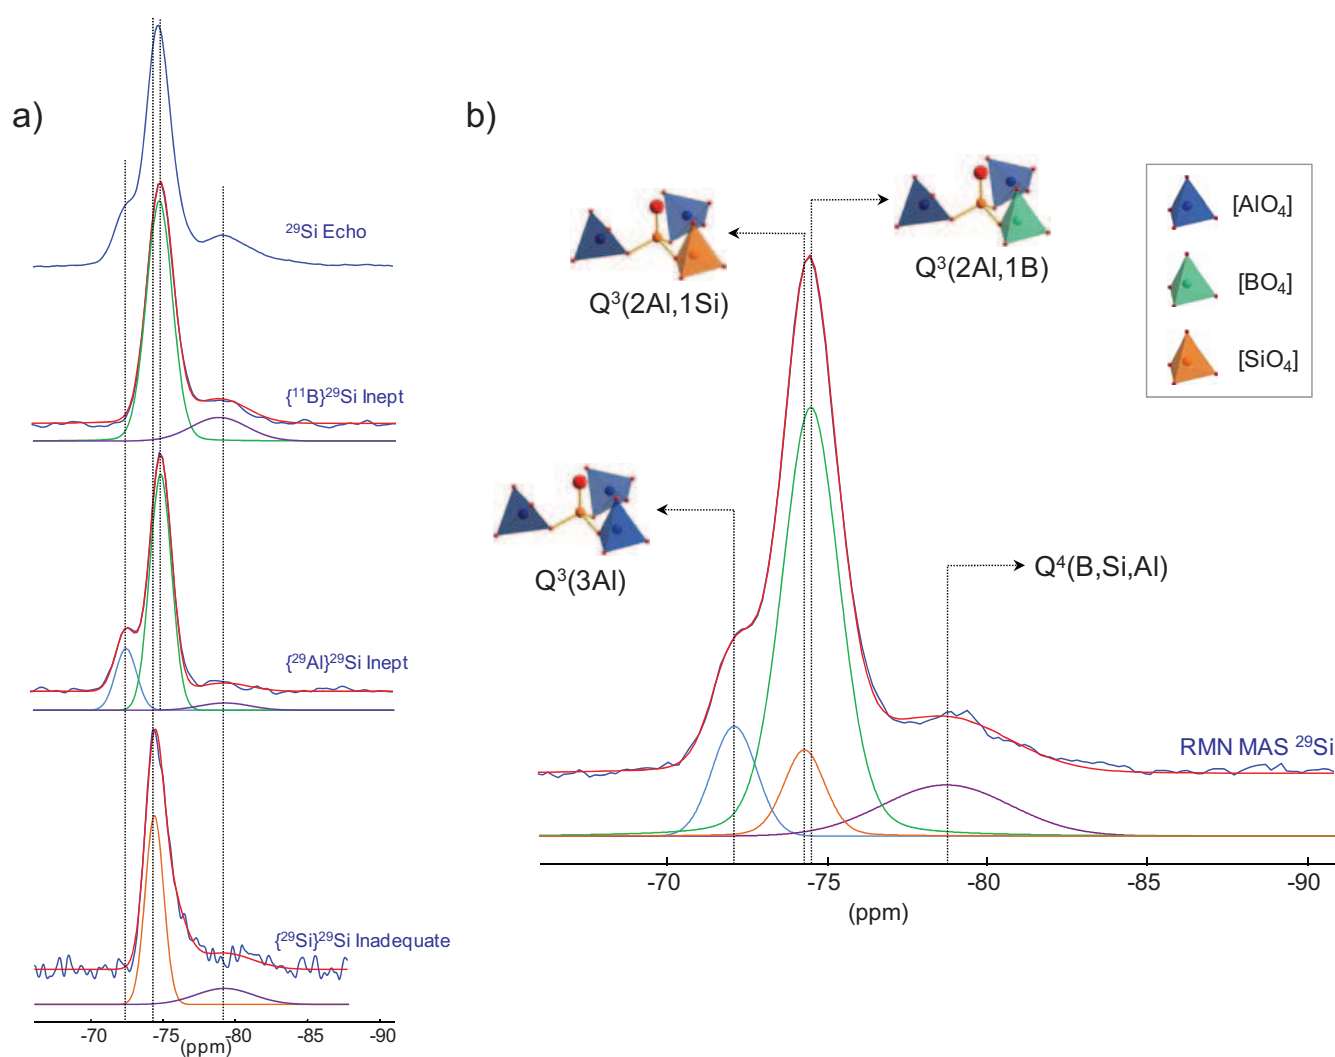 a)
²⁹Si Echo
{¹¹B}²⁹Si Inept
{²⁹Al}²⁹Si Inept
{²⁹Si}²⁹Si Inadequate
-70 -75 -80 -85 -90
(ppm)
b)
Q³(2Al,1Si)
Q³(2Al,1B)
[AlO₄]
[BO₄]
[SiO₄]
Q³(3Al)
Q⁴(B,Si,Al)
RMN MAS ²⁹Si
-70 -75 -80 -85 -90
(ppm)